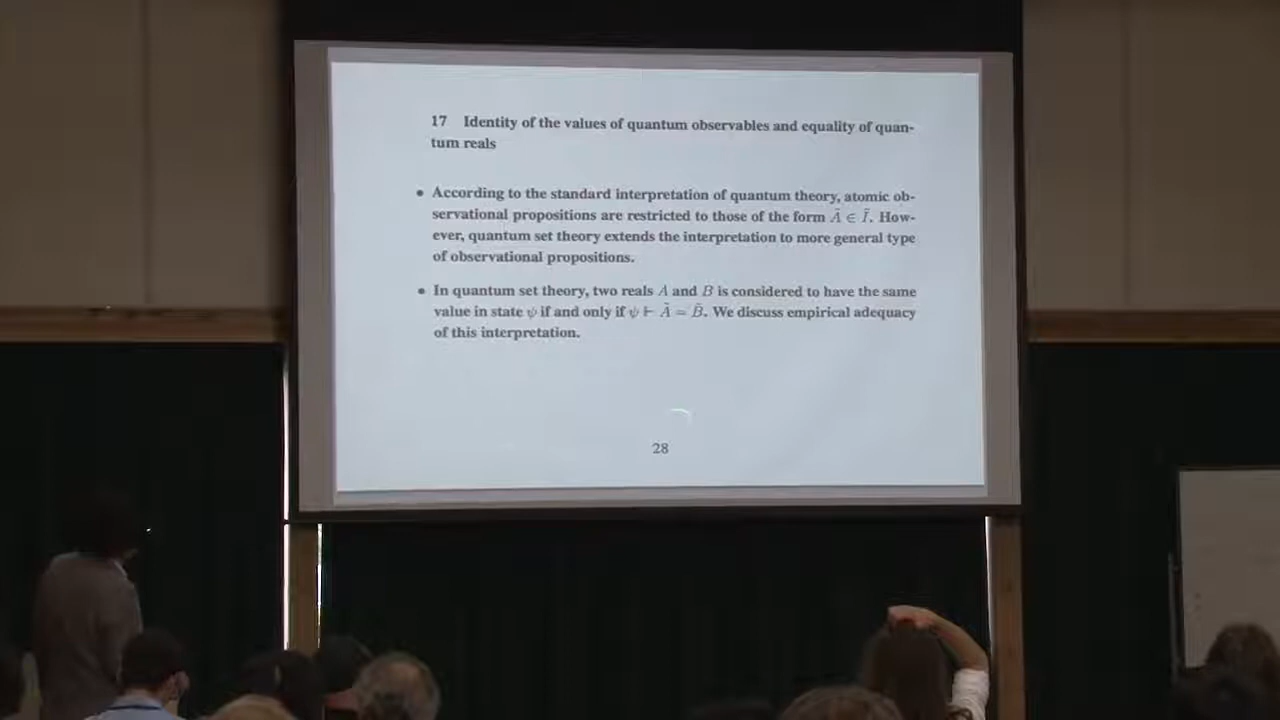 17 Identity of the values of quantum observables and equality of quan-
tum reals
• According to the standard interpretation of quantum theory, atomic ob-
servational propositions are restricted to those of the form Ã ∈ Ĩ. How-
ever, quantum set theory extends the interpretation to more general type
of observational propositions.
• In quantum set theory, two reals A and B is considered to have the same
value in state ψ if and only if ψ ⊩ Ã = B̃. We discuss empirical adequacy
of this interpretation.
28